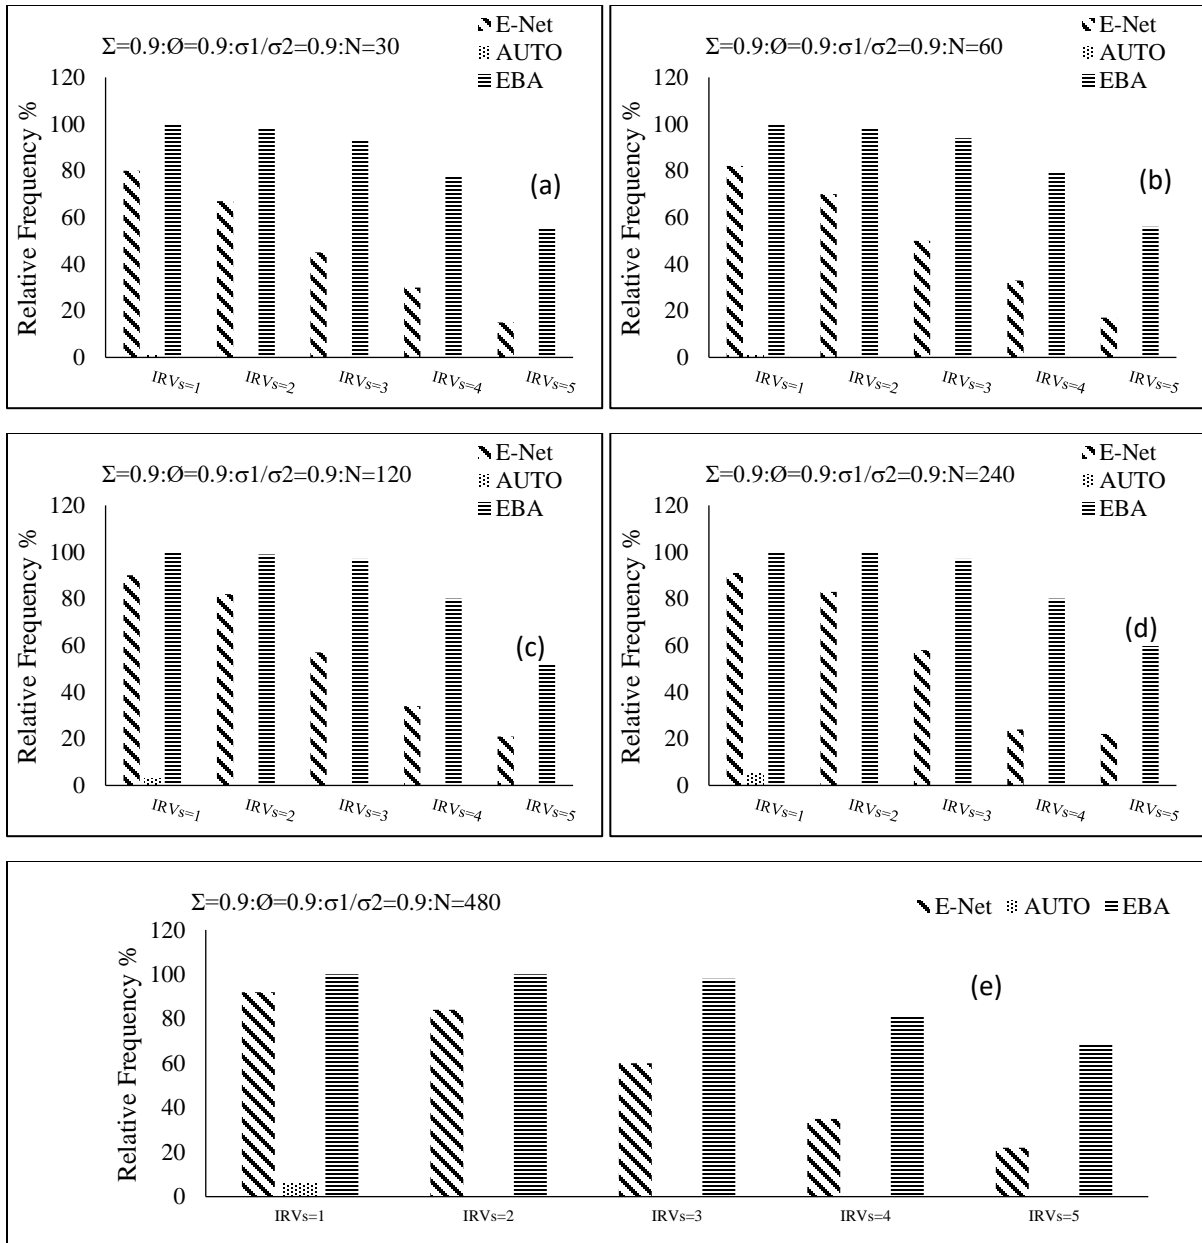 Σ=0.9:Ø=0.9:σ1/σ2=0.9:N=30
E-Net
AUTO
EBA
Relative Frequency %
120
100
80
60
40
20
0
(a)
IRVs=1
IRVs=2
IRVs=3
IRVs=4
IRVs=5
Σ=0.9:Ø=0.9:σ1/σ2=0.9:N=60
E-Net
AUTO
EBA
Relative Frequency %
120
100
80
60
40
20
0
(b)
IRVs=1
IRVs=2
IRVs=3
IRVs=4
IRVs=5
Σ=0.9:Ø=0.9:σ1/σ2=0.9:N=120
E-Net
AUTO
EBA
Relative Frequency %
120
100
80
60
40
20
0
(c)
IRVs=1
IRVs=2
IRVs=3
IRVs=4
IRVs=5
Σ=0.9:Ø=0.9:σ1/σ2=0.9:N=240
E-Net
AUTO
EBA
Relative Frequency %
120
100
80
60
40
20
0
(d)
IRVs=1
IRVs=2
IRVs=3
IRVs=4
IRVs=5
Σ=0.9:Ø=0.9:σ1/σ2=0.9:N=480
E-Net AUTO EBA
Relative Frequency %
120
100
80
60
40
20
0
(e)
IRVs=1
IRVs=2
IRVs=3
IRVs=4
IRVs=5